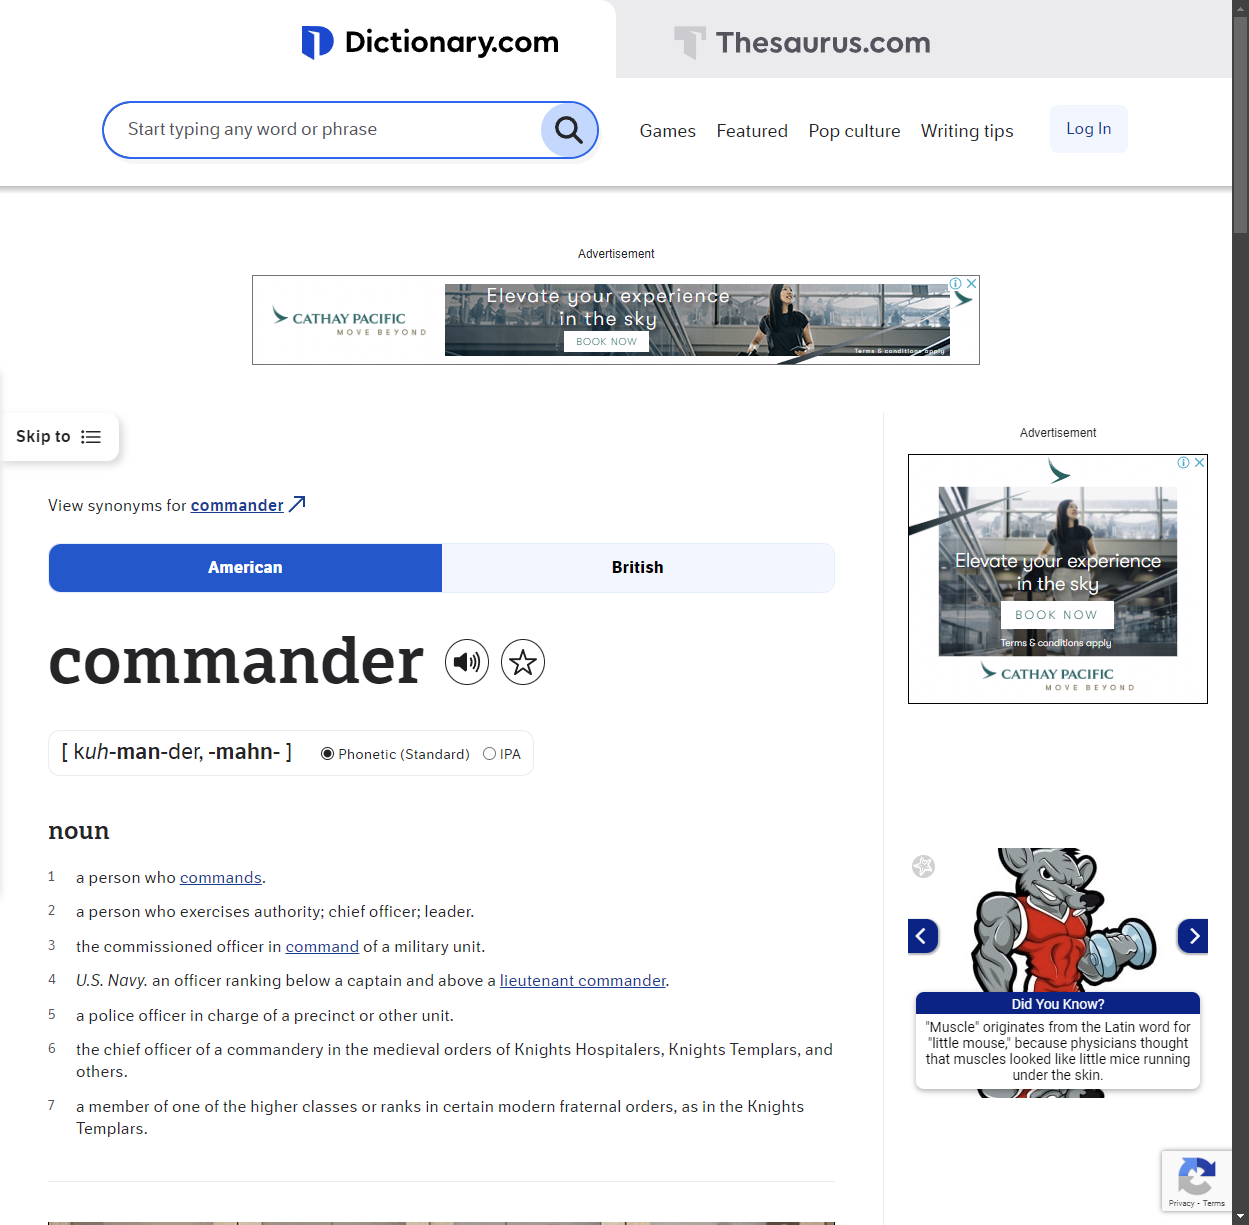 Dictionary.com
Thesaurus.com
Start typing any word or phrase
Games
Featured
Pop culture
Writing tips
Log In
Advertisement
CATHAY PACIFIC
MOVE BEYOND
Elevate your experience
in the sky
BOOK NOW
Terms & conditions apply
Skip to
View synonyms for commander
American
British
commander
[ kuh-man-der, -mahn- ]
Phonetic (Standard)
IPA
noun
1 a person who commands.
2 a person who exercises authority; chief officer; leader.
3 the commissioned officer in command of a military unit.
4 U.S. Navy. an officer ranking below a captain and above a lieutenant commander.
5 a police officer in charge of a precinct or other unit.
6 the chief officer of a commandery in the medieval orders of Knights Hospitalers, Knights Templars, and
others.
7 a member of one of the higher classes or ranks in certain modern fraternal orders, as in the Knights
Templars.
Advertisement
Elevate your experience
in the sky
BOOK NOW
Terms & conditions apply
CATHAY PACIFIC
MOVE BEYOND
Did You Know?
"Muscle" originates from the Latin word for
"little mouse," because physicians thought
that muscles looked like little mice running
under the skin.
Privacy - Terms